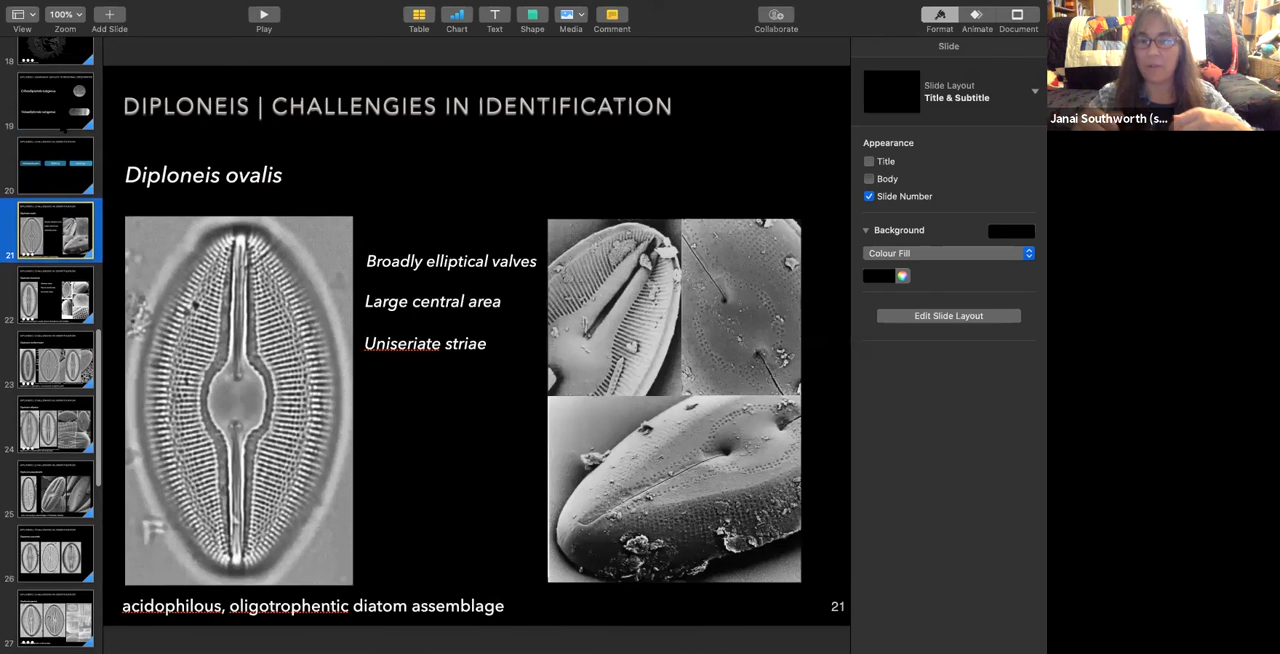 View
100%
Zoom
Add Slide
Play
Table
Chart
Text
Shape
Media
Comment
Collaborate
Format
Animate
Document
Slide
Slide Layout
Title & Subtitle
Appearance
Title
Body
Slide Number
Background
Colour Fill
Edit Slide Layout
Janai Southworth (s...
18
19
20
21
22
23
24
25
26
27
DIPLONEIS | CHALLENGIES IN IDENTIFICATION
Diploneis ovalis
Broadly elliptical valves
Large central area
Uniseriate striae
acidophilous, oligotrophentic diatom assemblage
21